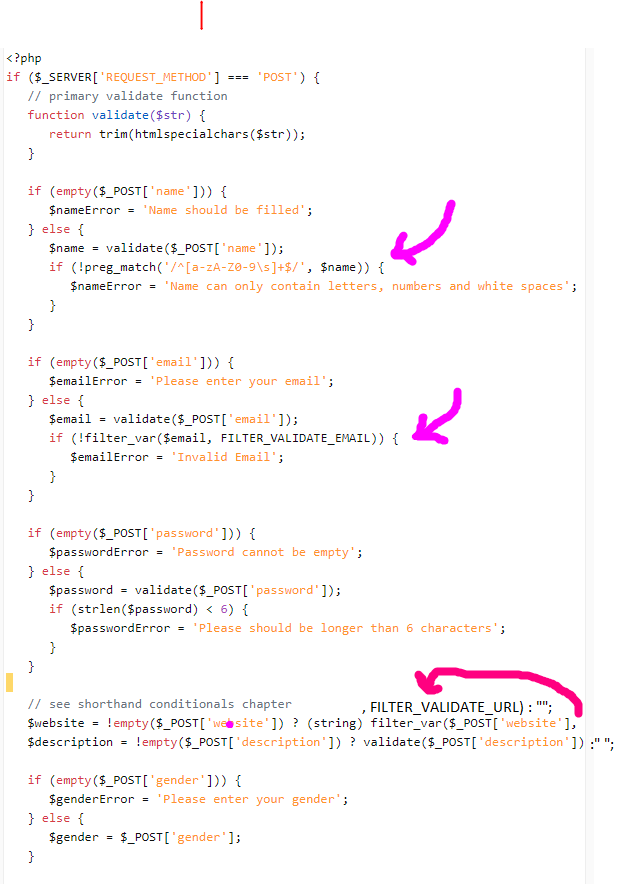 <?php
if ($_SERVER['REQUEST_METHOD'] === 'POST') {
// primary validate function
function validate($str) {
return trim(htmlspecialchars($str));
}
if (empty($_POST['name'])) {
$nameError = 'Name should be filled';
} else {
$name = validate($_POST['name']);
if (!preg_match('/^[a-zA-Z0-9\s]+$/', $name)) {
$nameError = 'Name can only contain letters, numbers and white spaces';
}
}
if (empty($_POST['email'])) {
$emailError = 'Please enter your email';
} else {
$email = validate($_POST['email']);
if (!filter_var($email, FILTER_VALIDATE_EMAIL)) {
$emailError = 'Invalid Email';
}
}
if (empty($_POST['password'])) {
$passwordError = 'Password cannot be empty';
} else {
$password = validate($_POST['password']);
if (strlen($password) < 6) {
$passwordError = 'Please should be longer than 6 characters';
}
}
// see shorthand conditionals chapter , FILTER_VALIDATE_URL) : "";
$website = !empty($_POST['website']) ? (string) filter_var($_POST['website'],
$description = !empty($_POST['description']) ? validate($_POST['description']) :" ";
if (empty($_POST['gender'])) {
$genderError = 'Please enter your gender';
} else {
$gender = $_POST['gender'];
}